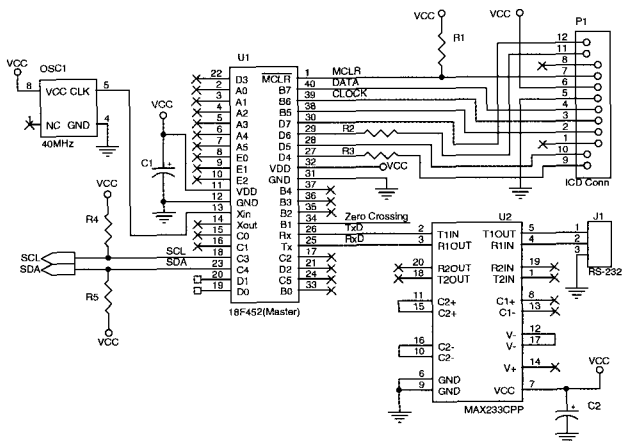 VCC
OSC1
8 VCC CLK 5
1 NC GND 4
40MHz
VCC
C1
VCC
R4
SCL
SDA
R5
VCC
SCL
SDA
U1
22 D3
2 A0
3 A1
4 A2
5 A3
6 A4
7 A5
8 E0
9 E1
10 E2
11 VDD
12 GND
13 Xin
14 Xout
15 C0
16 C1
18 C3
23 C4
20 D1
19 D0
MCLR 1 MCLR
B7 40 DATA
B6 39 CLOCK
B5 38
D7 30
D6 29 R2
D5 28
D4 27 R3
VDD 32 VCC
GND 31
B4 37
B3 36
B2 35
B1 34 Zero Crossing
Rx 26 TxD
Tx 25 RxD
C2 17
D2 21
C5 24
B0 33
18F452(Master)
VCC
R1
VCC
P1
12
11
8
7
6
5
4
3
2
1
10
9
ICD Conn
U2
2 T1IN T1OUT 5
3 R1OUT R1IN 4
20 R2OUT R2IN 19
18 T2OUT T2IN 1
11 C2+ C1+ 8
15 C2+ C1- 13
V- 12
16 C2- V- 17
10 C2-
V+ 14
6 GND
9 GND VCC 7
MAX233CPP
J1
1
2
3
RS-232
VCC
C2